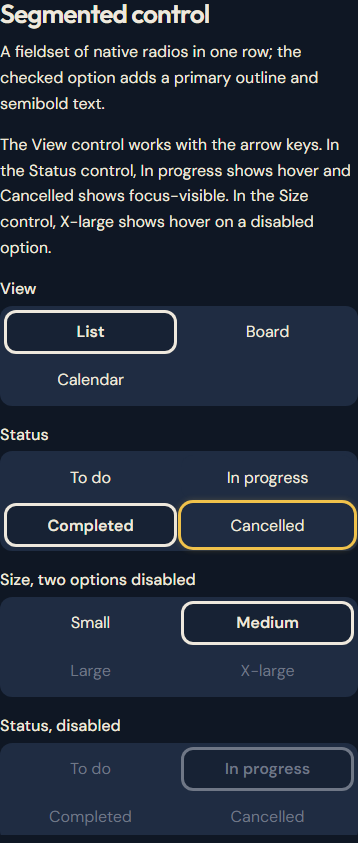 Segmented control
A fieldset of native radios in one row; the
checked option adds a primary outline and
semibold text.
The View control works with the arrow keys. In
the Status control, In progress shows hover and
Cancelled shows focus-visible. In the Size
control, X-large shows hover on a disabled
option.
View
List Board
Calendar
Status
To do In progress
Completed Cancelled
Size, two options disabled
Small Medium
Large X-large
Status, disabled
To do In progress
Completed Cancelled